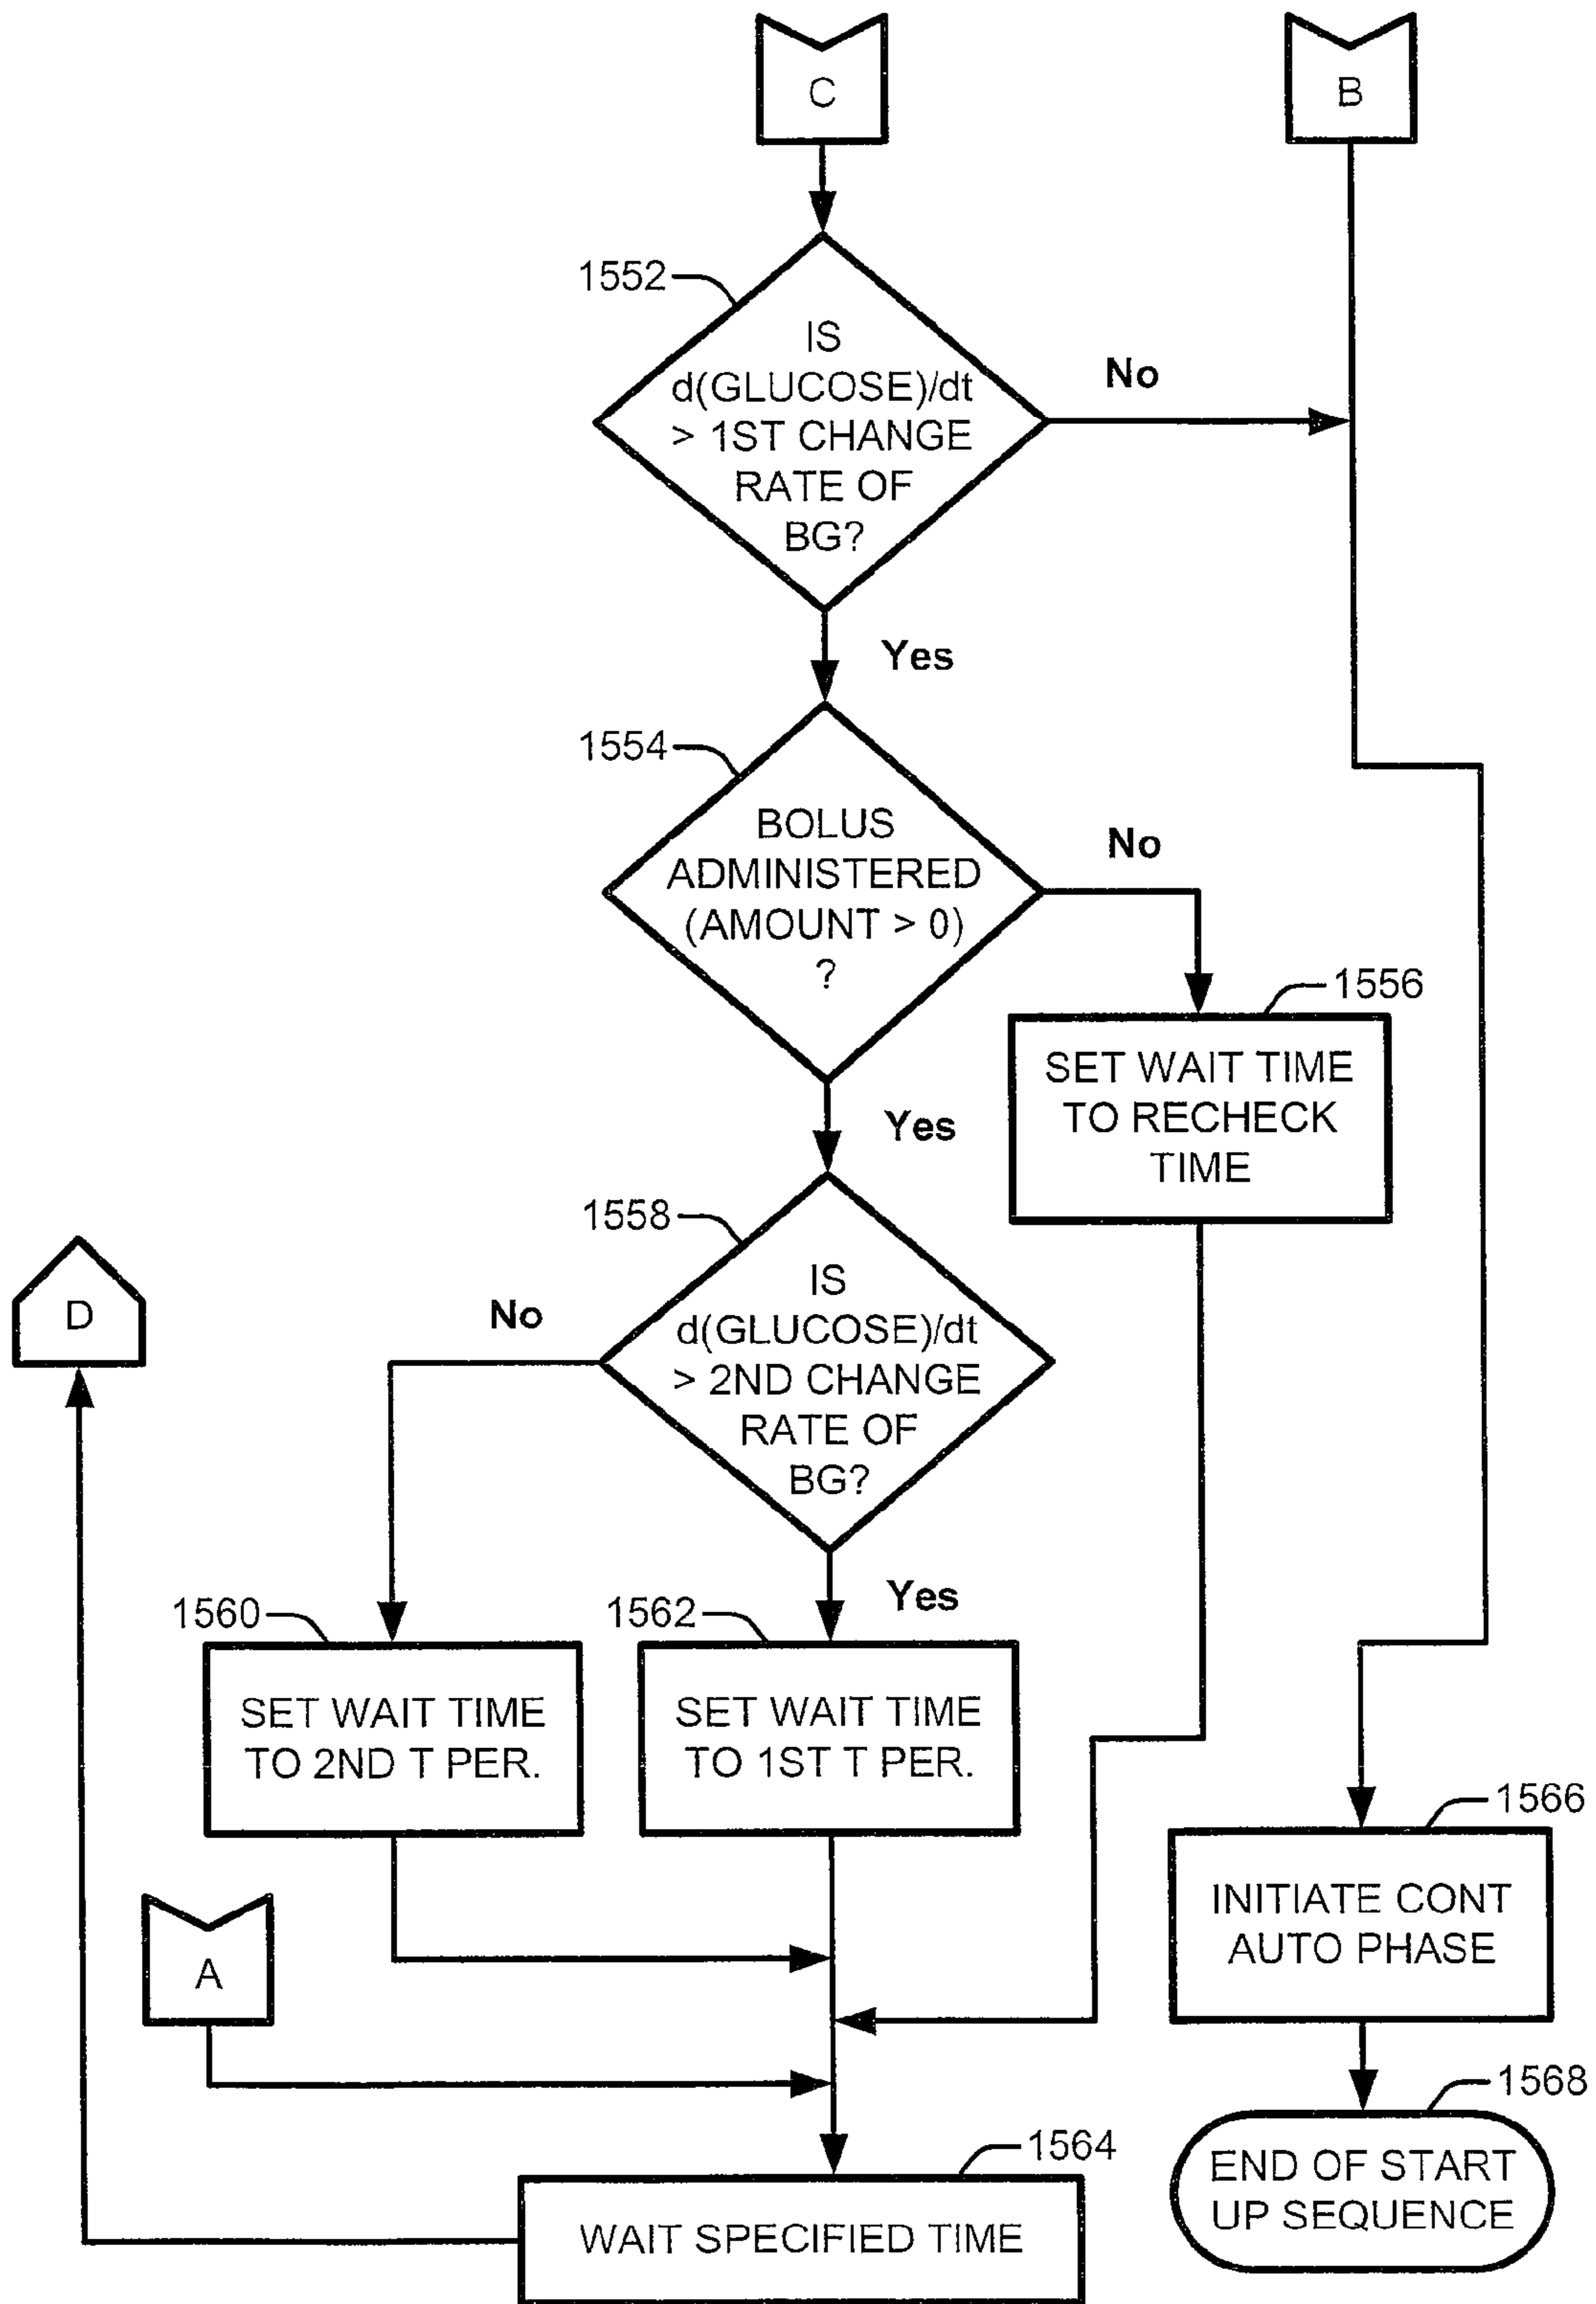 C
B
1552
IS
d(GLUCOSE)/dt
> 1ST CHANGE
RATE OF
BG?
No
Yes
1554
BOLUS
ADMINISTERED
(AMOUNT > 0)
?
No
1556
SET WAIT TIME
TO RECHECK
TIME
Yes
1558
IS
d(GLUCOSE)/dt
> 2ND CHANGE
RATE OF
BG?
No
D
Yes
1560
SET WAIT TIME
TO 2ND T PER.
1562
SET WAIT TIME
TO 1ST T PER.
1566
INITIATE CONT
AUTO PHASE
A
1568
END OF START
UP SEQUENCE
1564
WAIT SPECIFIED TIME